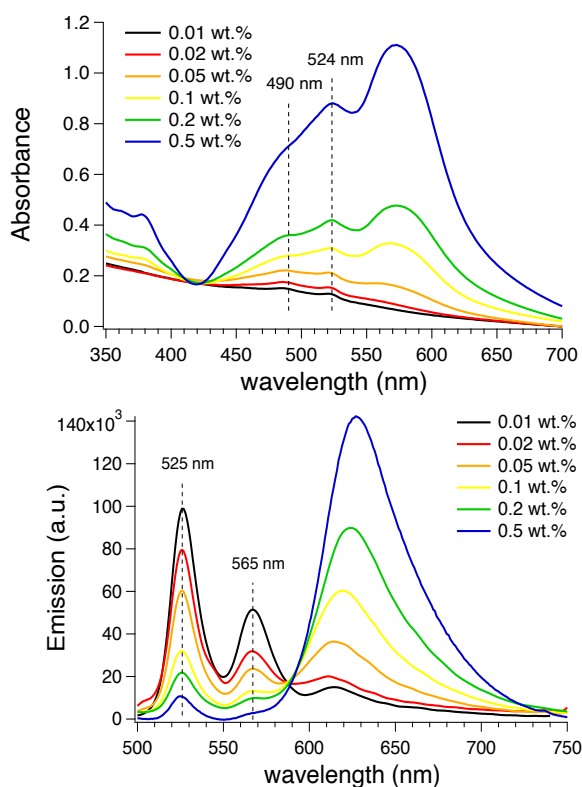 1.2
1.0
0.8
0.6
0.4
0.2
0.0
Absorbance
0.01 wt.%
0.02 wt.%
0.05 wt.%
0.1 wt.%
0.2 wt.%
0.5 wt.%
490 nm
524 nm
350 400 450 500 550 600 650 700
wavelength (nm)
140x10³
120
100
80
60
40
20
0
Emission (a.u.)
525 nm
565 nm
0.01 wt.%
0.02 wt.%
0.05 wt.%
0.1 wt.%
0.2 wt.%
0.5 wt.%
500 550 600 650 700 750
wavelength (nm)